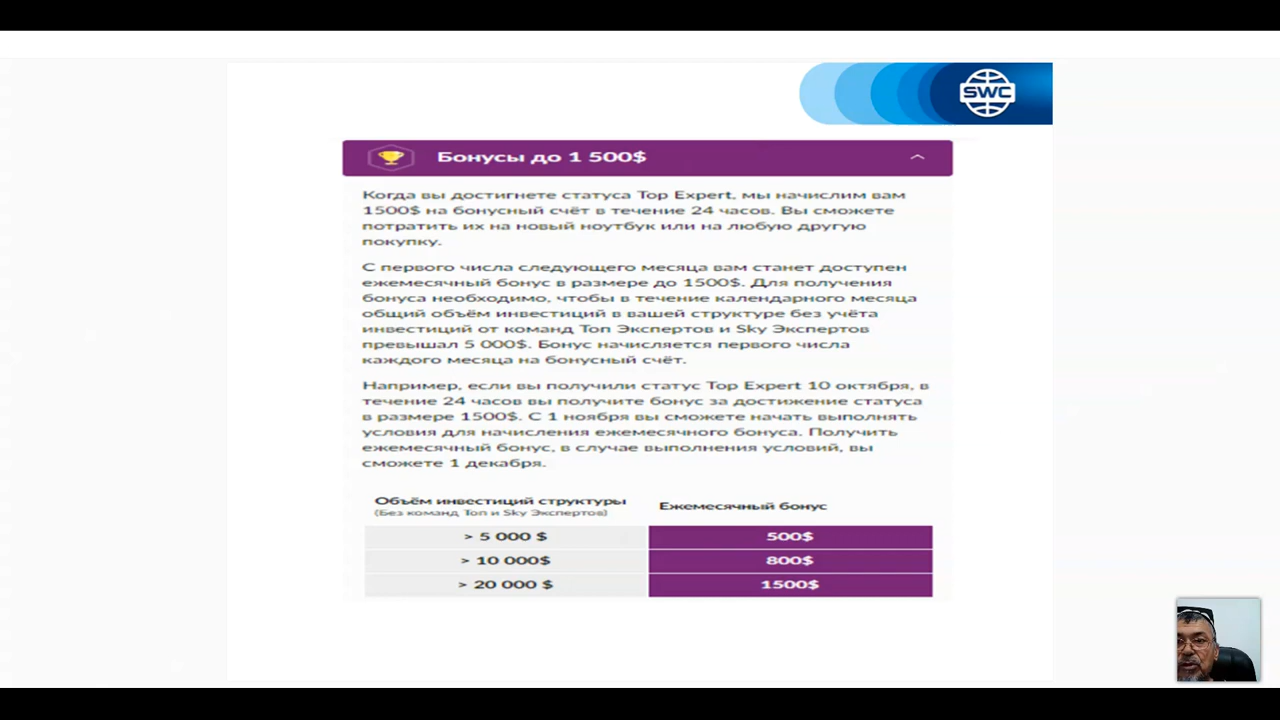 SWC
Бонусы до 1 500$
Когда вы достигнете статуса Top Expert, мы начислим вам
1500$ на бонусный счёт в течение 24 часов. Вы сможете
потратить их на новый ноутбук или на любую другую
покупку.
С первого числа следующего месяца вам станет доступен
ежемесячный бонус в размере до 1500$. Для получения
бонуса необходимо, чтобы в течение календарного месяца
общий объём инвестиций в вашей структуре без учёта
инвестиций от команд Топ Экспертов и Sky Экспертов
превышал 5 000$. Бонус начисляется первого числа
каждого месяца на бонусный счёт.
Например, если вы получили статус Top Expert 10 октября, в
течение 24 часов вы получите бонус за достижение статуса
в размере 1500$. С 1 ноября вы сможете начать выполнять
условия для начисления ежемесячного бонуса. Получить
ежемесячный бонус, в случае выполнения условий, вы
сможете 1 декабря.
Объём инвестиций структуры
(Без команд Топ и Sky Экспертов)
Ежемесячный бонус
> 5 000 $ 500$
> 10 000$ 800$
> 20 000 $ 1500$